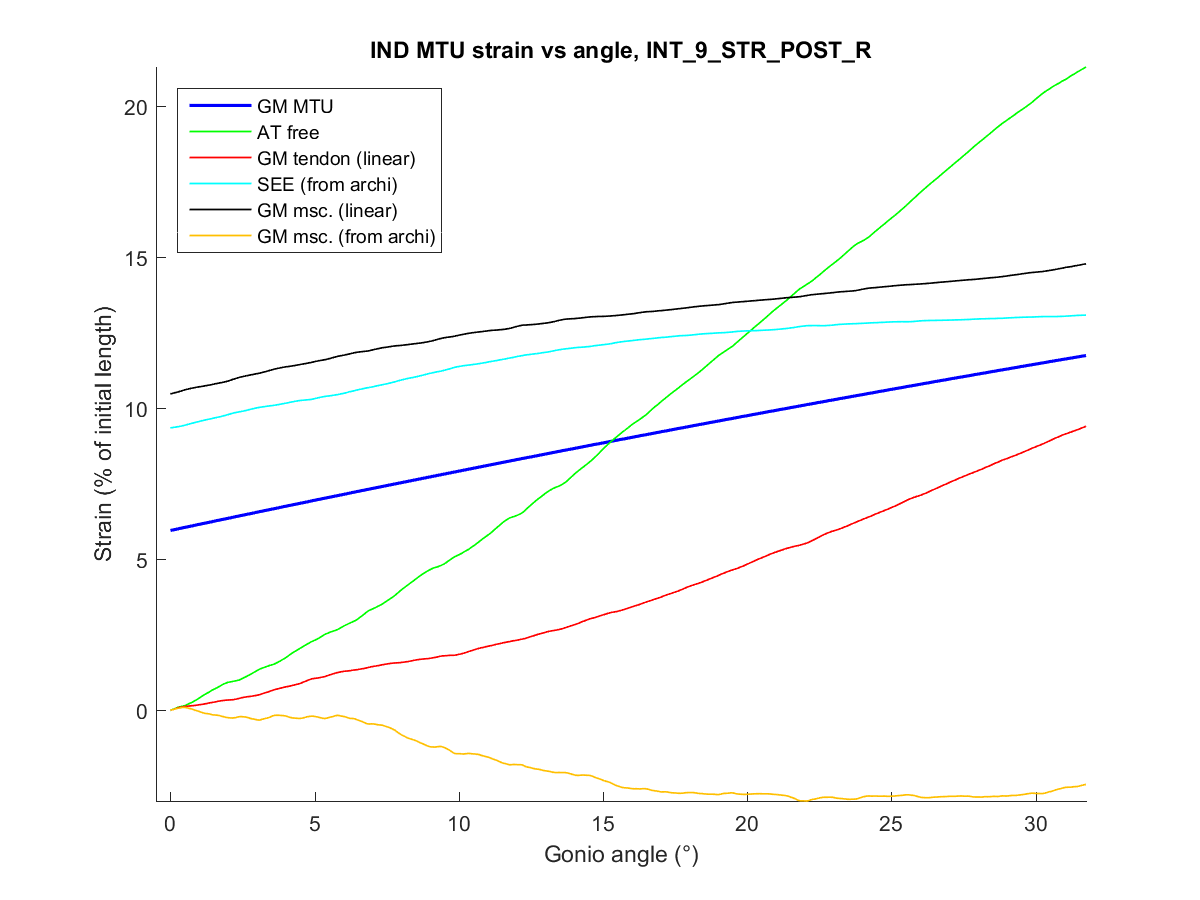 IND MTU strain vs angle, INT_9_STR_POST_R
GM MTU
AT free
GM tendon (linear)
SEE (from archi)
GM msc. (linear)
GM msc. (from archi)
Strain (% of initial length)
20
15
10
5
0
0 5 10 15 20 25 30
Gonio angle (°)